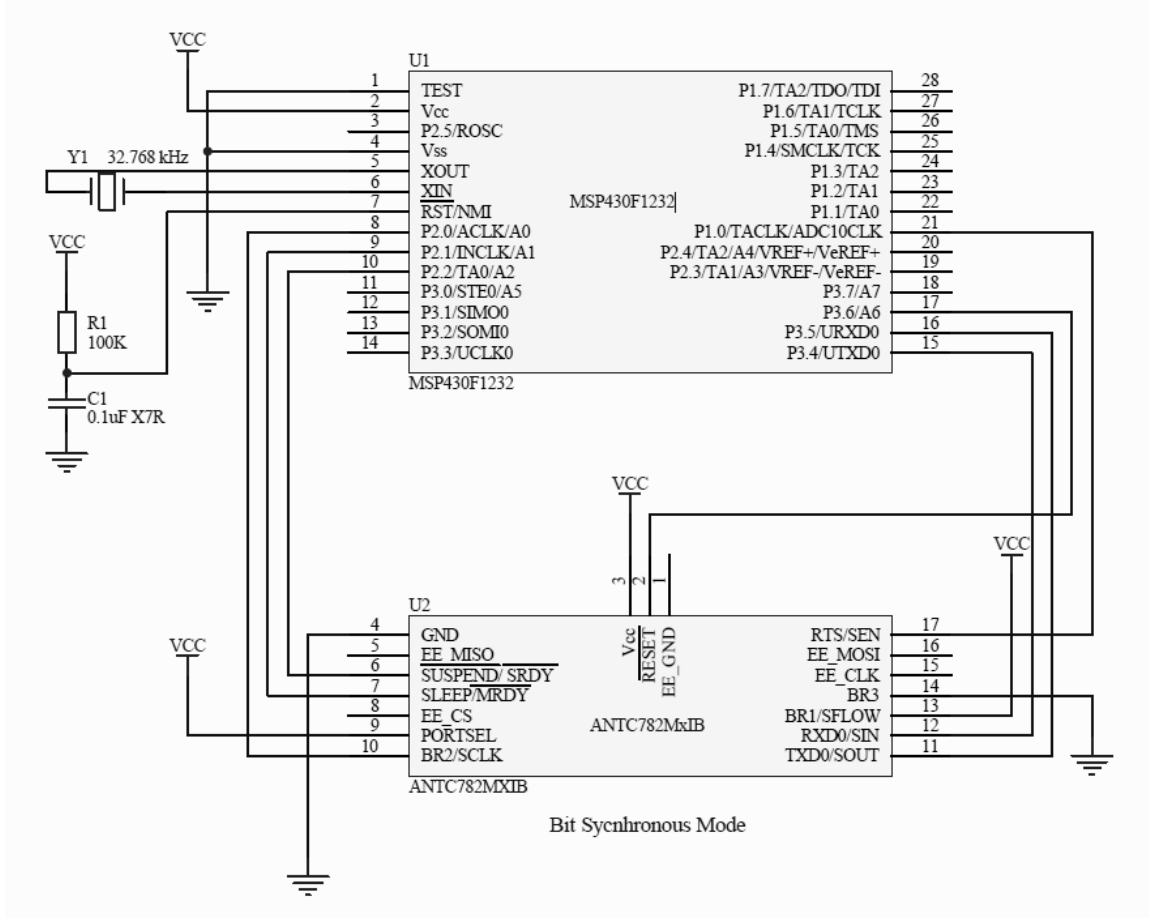 VCC
U1
1 TEST
2 Vcc
3 P2.5/ROSC
4 Vss
5 XOUT
6 XIN
7 RST/NMI
8 P2.0/ACLK/A0
9 P2.1/INCLK/A1
10 P2.2/TA0/A2
11 P3.0/STE0/A5
12 P3.1/SIMO0
13 P3.2/SOMI0
14 P3.3/UCLK0
P1.7/TA2/TDO/TDI 28
P1.6/TA1/TCLK 27
P1.5/TA0/TMS 26
P1.4/SMCLK/TCK 25
P1.3/TA2 24
P1.2/TA1 23
P1.1/TA0 22
P1.0/TACLK/ADC10CLK 21
P2.4/TA2/A4/VREF+/VeREF+ 20
P2.3/TA1/A3/VREF-/VeREF- 19
P3.7/A7 18
P3.6/A6 17
P3.5/URXD0 16
P3.4/UTXD0 15
MSP430F1232
MSP430F1232
Y1 32.768 kHz
VCC
R1
100K
C1
0.1uF X7R
VCC
VCC
VCC
U2
3 Vcc
2 RESET
1 EE_GND
4 GND
5 EE_MISO
6 SUSPEND/ SRDY
7 SLEEP/MRDY
8 EE_CS
9 PORTSEL
10 BR2/SCLK
RTS/SEN 17
EE_MOSI 16
EE_CLK 15
BR3 14
BR1/SFLOW 13
RXD0/SIN 12
TXD0/SOUT 11
ANTC782MxIB
ANTC782MXIB
Bit Sycnhronous Mode